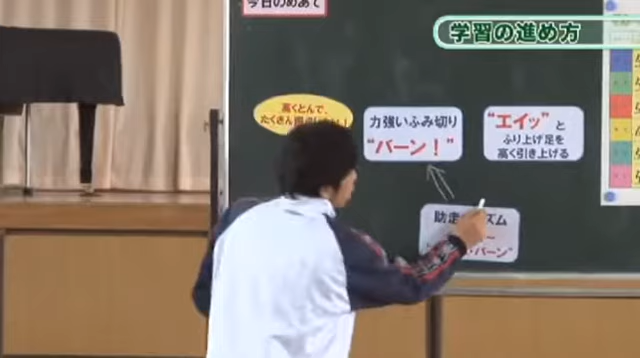 今日のめあて
学習の進め方
高くとんで、
たくさん
力強いふみ切り
“バーン！”
“エイッ”と
ふり上げ足を
高く引き上げる
助走　ズム
バーン”